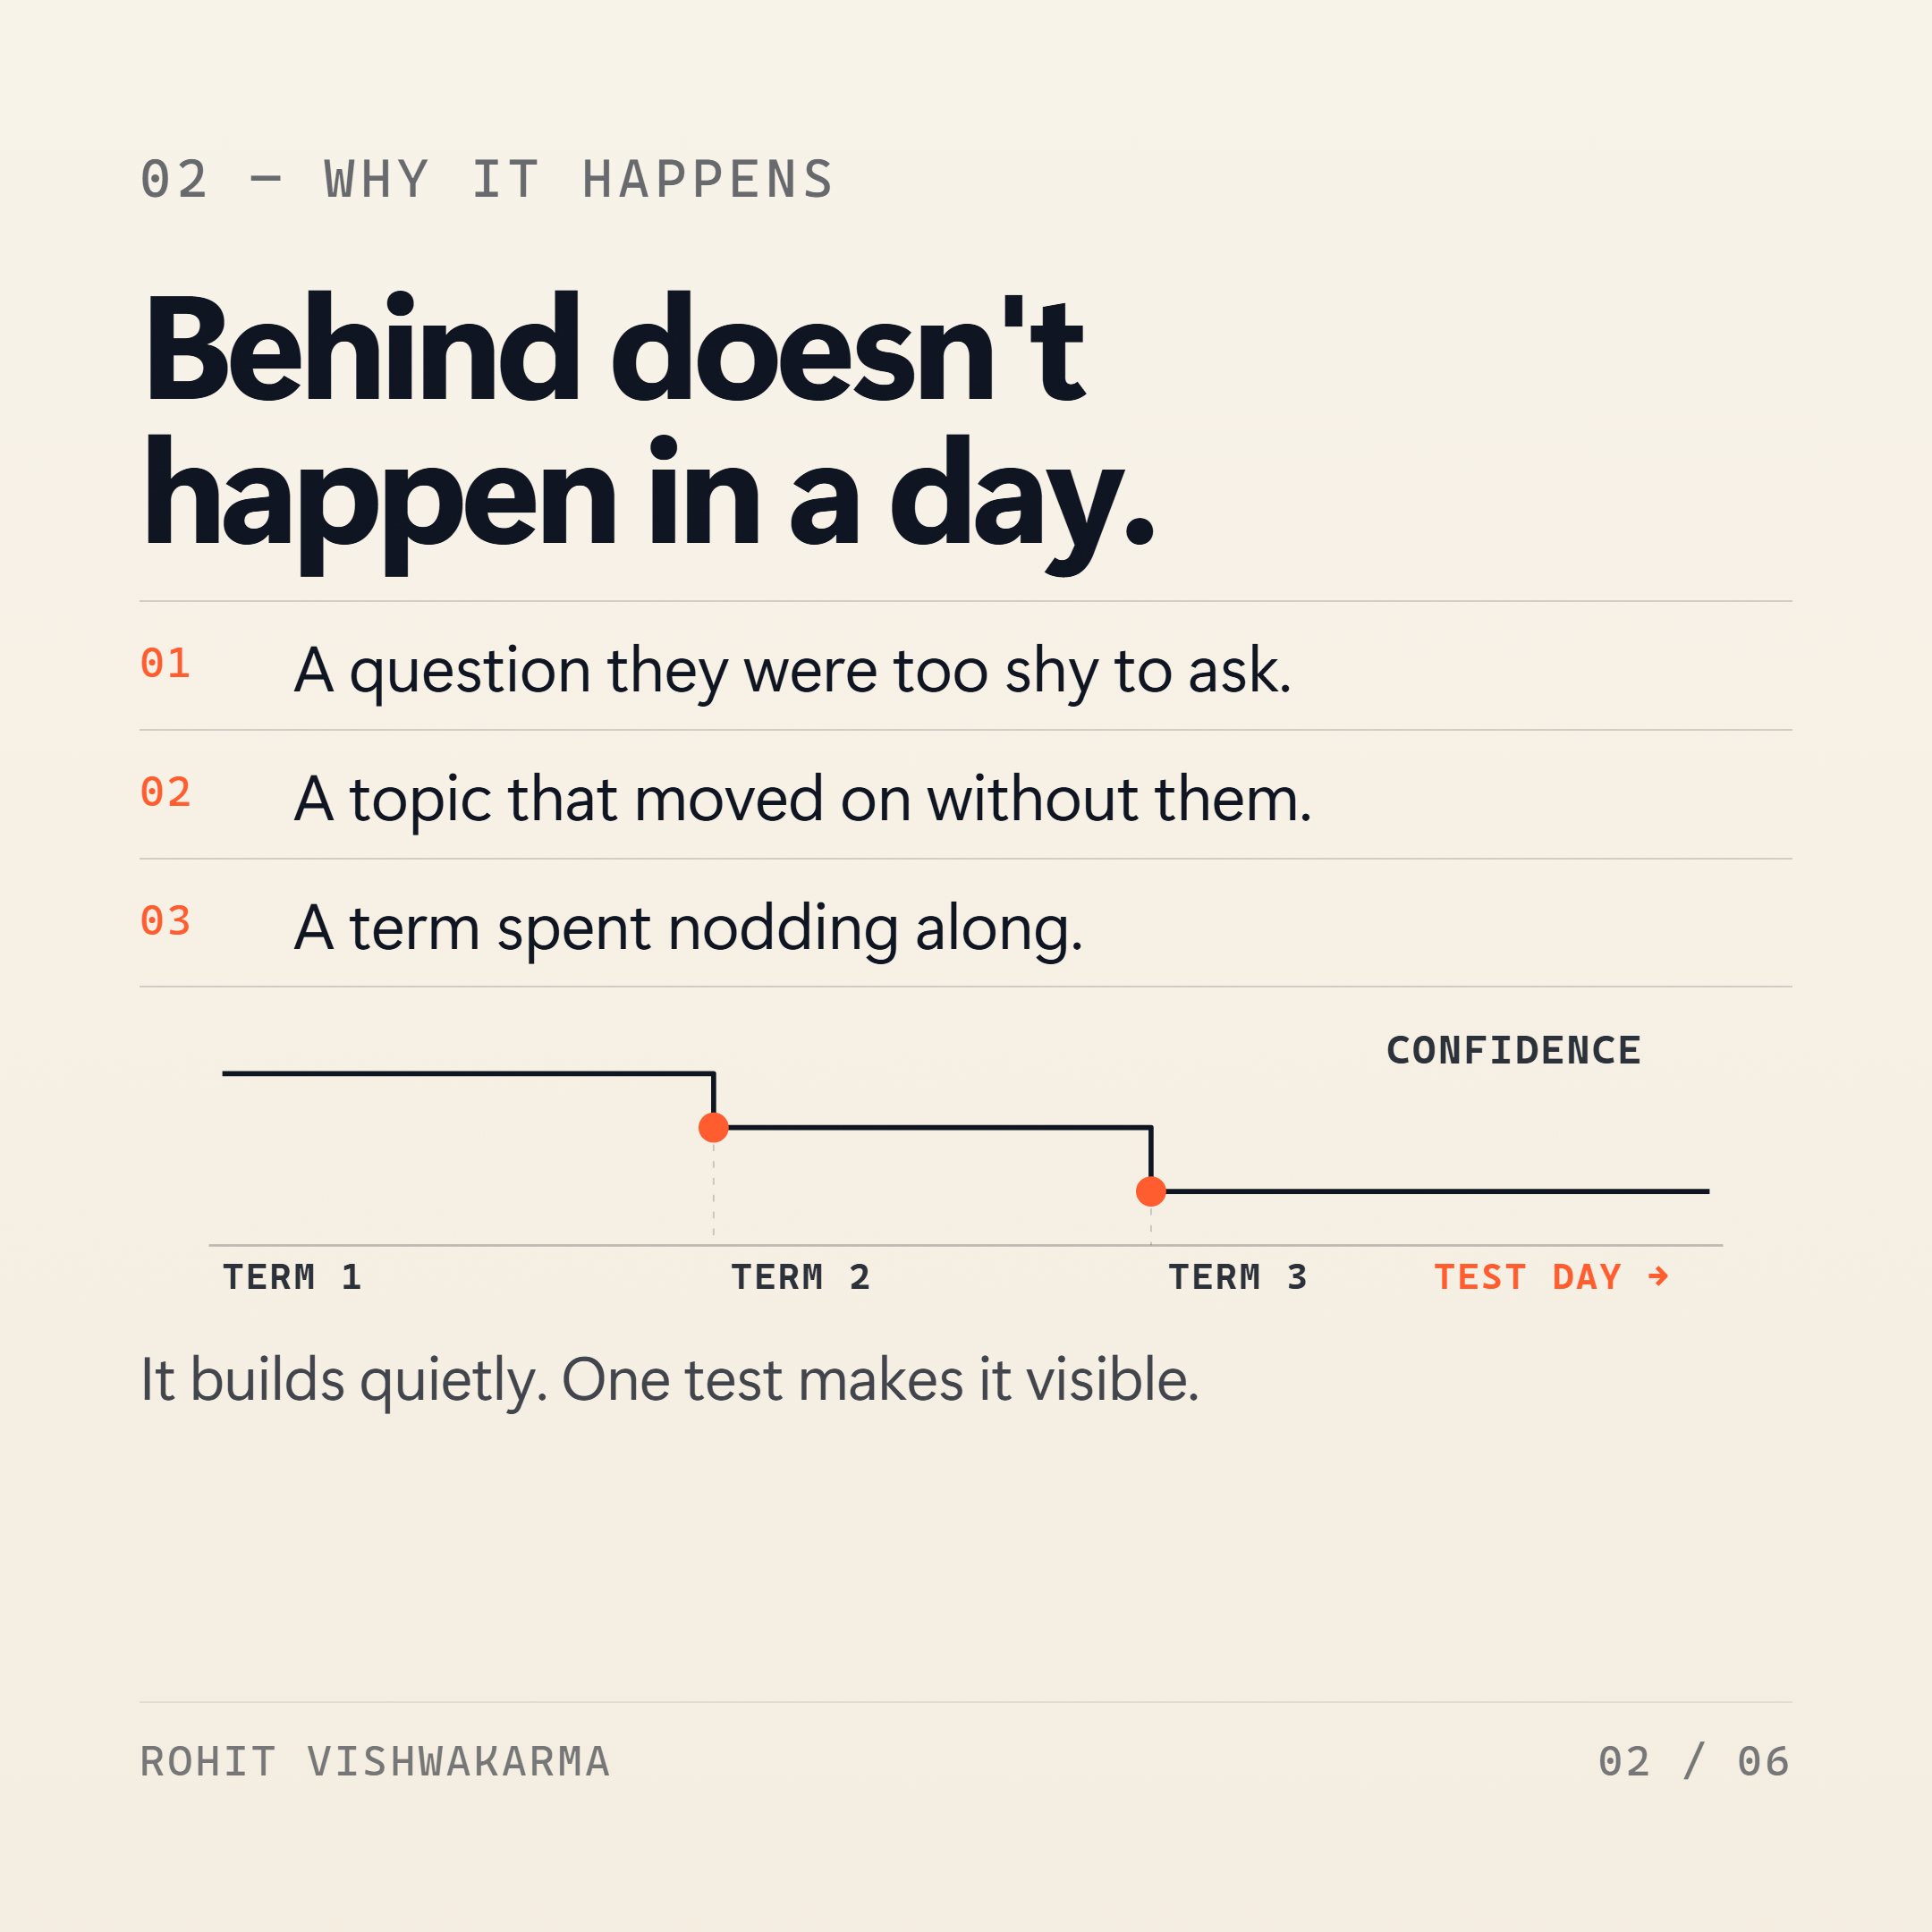 02 — WHY IT HAPPENS
Behind doesn't
happen in a day.
01 A question they were too shy to ask.
02 A topic that moved on without them.
03 A term spent nodding along.
CONFIDENCE
TERM 1 TERM 2 TERM 3 TEST DAY →
It builds quietly. One test makes it visible.
ROHIT VISHWAKARMA 02 / 06